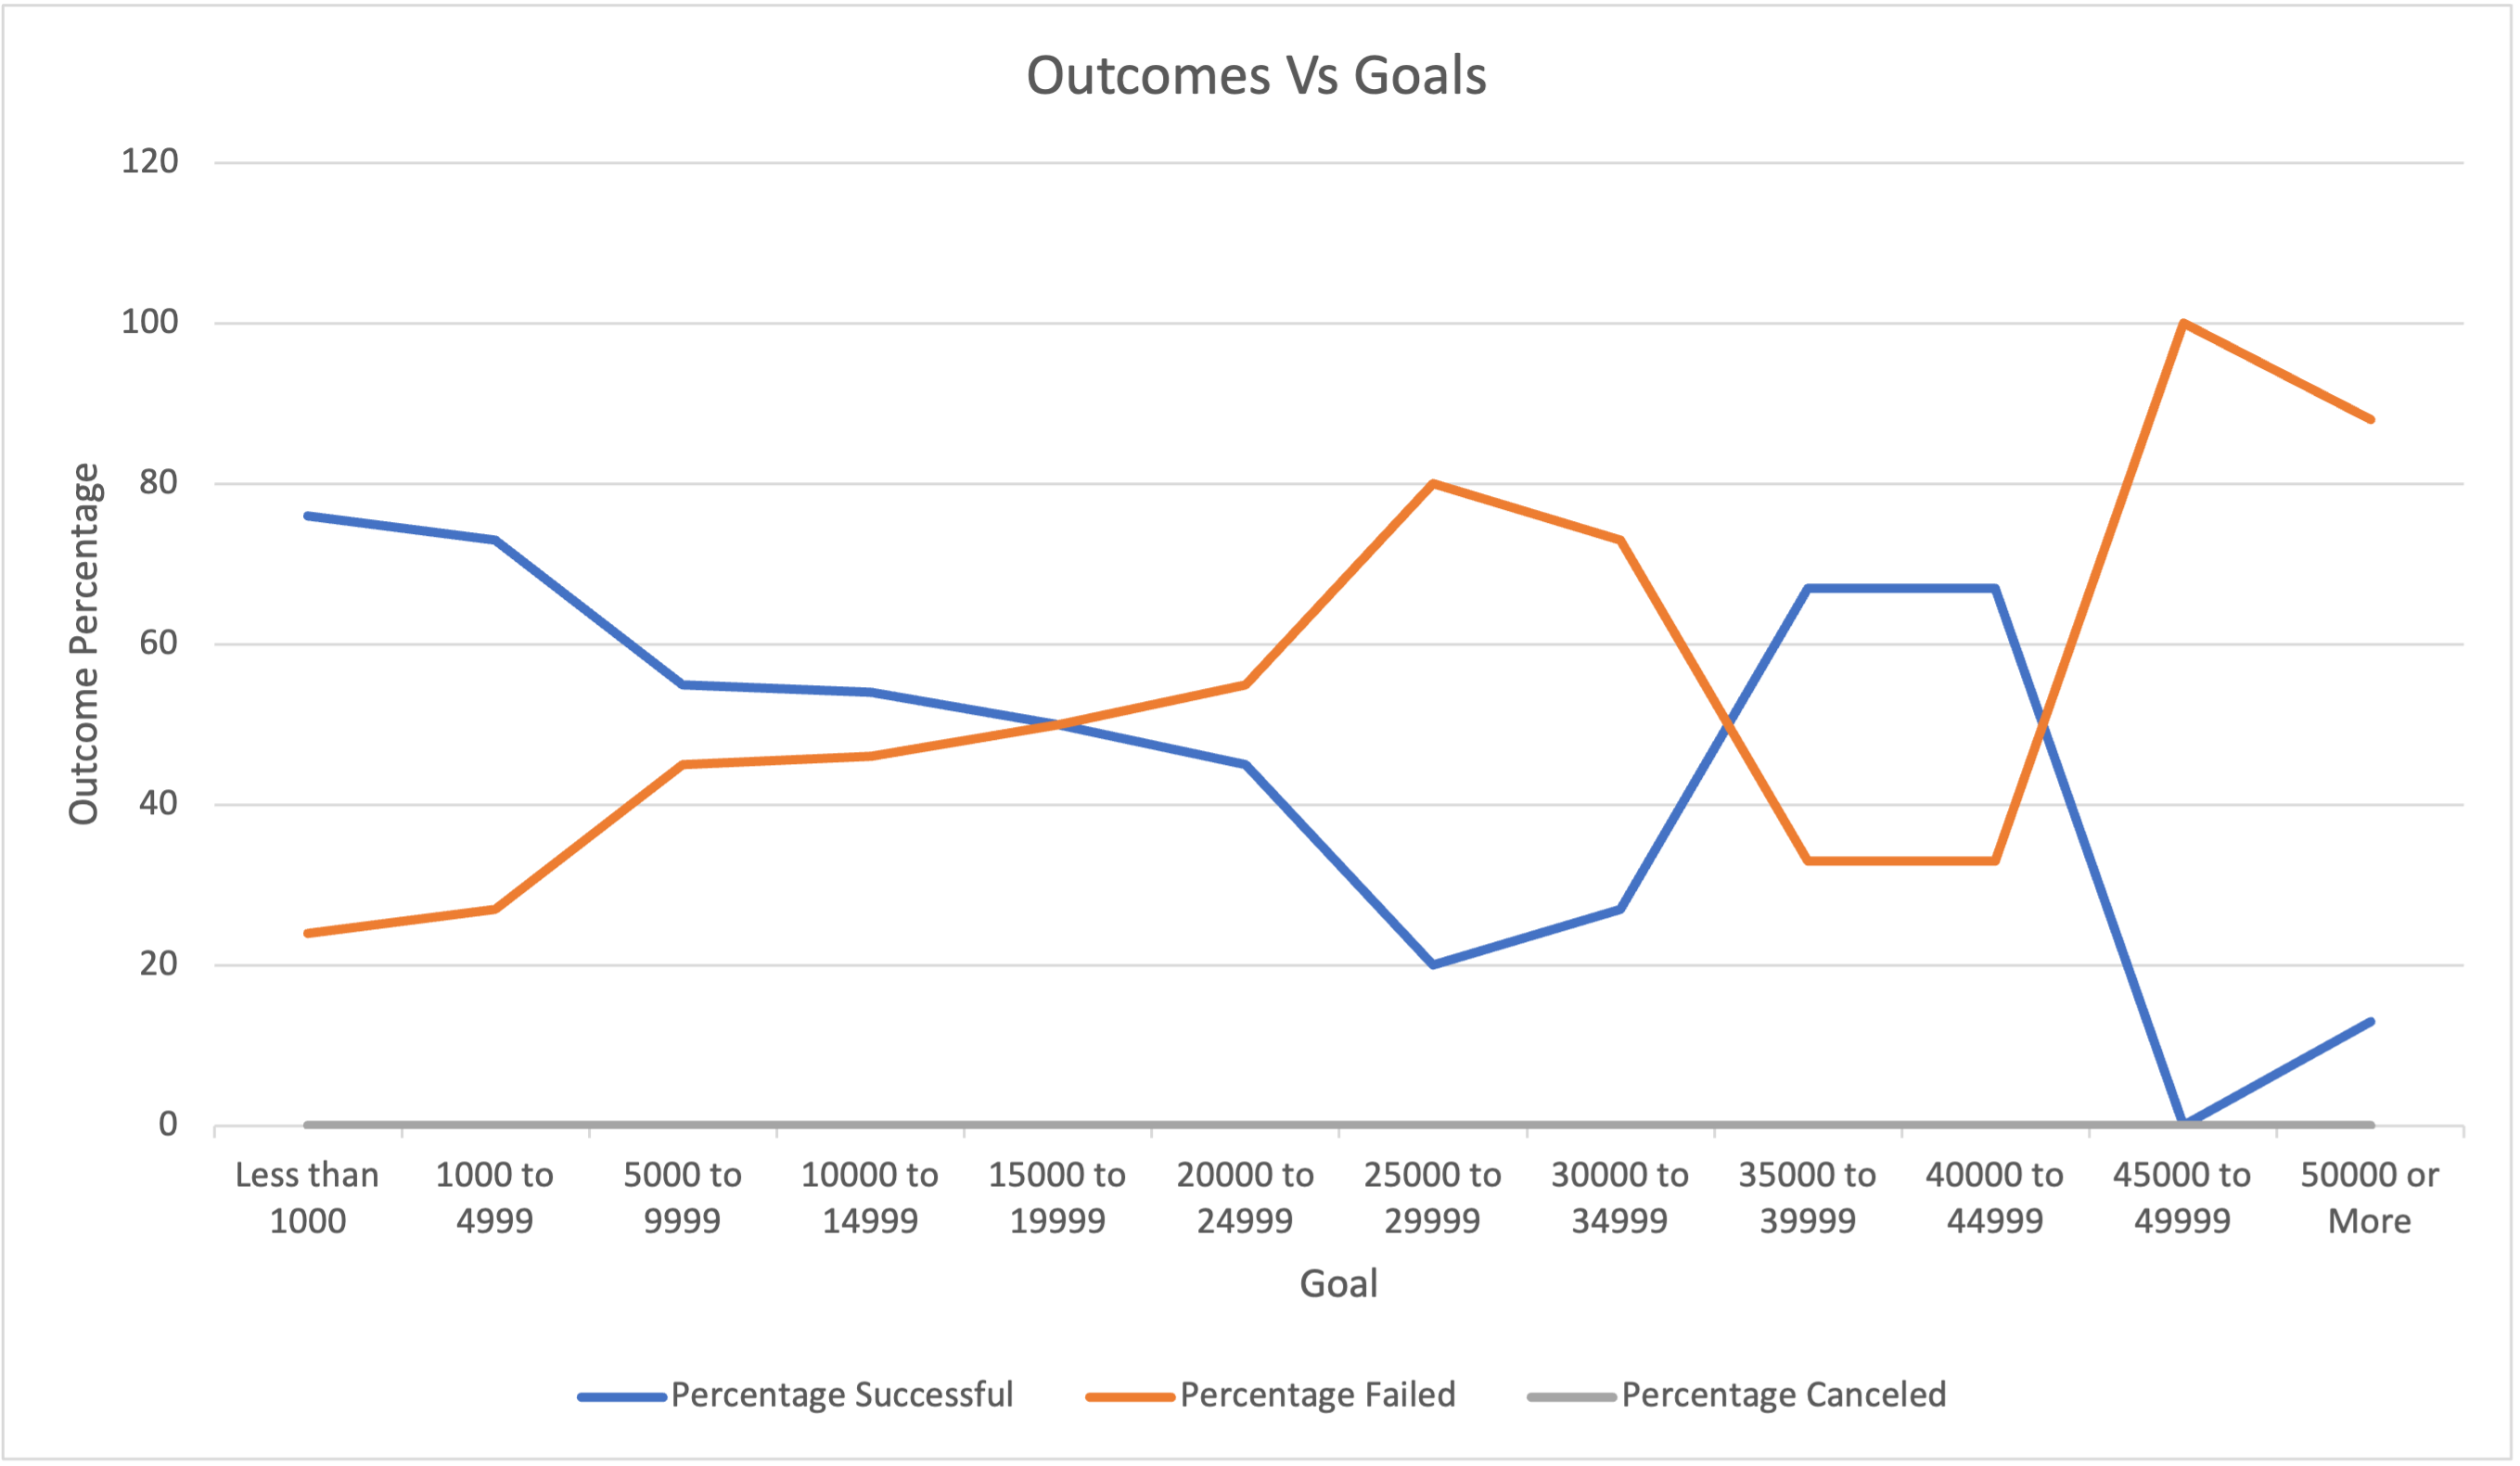 Outcomes Vs Goals
120
100
80
60
40
20
0
Outcome Percentage
Less than 1000 to 5000 to 10000 to 15000 to 20000 to 25000 to 30000 to 35000 to 40000 to 45000 to 50000 or
1000 4999 9999 14999 19999 24999 29999 34999 39999 44999 49999 More
Goal
Percentage Successful Percentage Failed Percentage Canceled